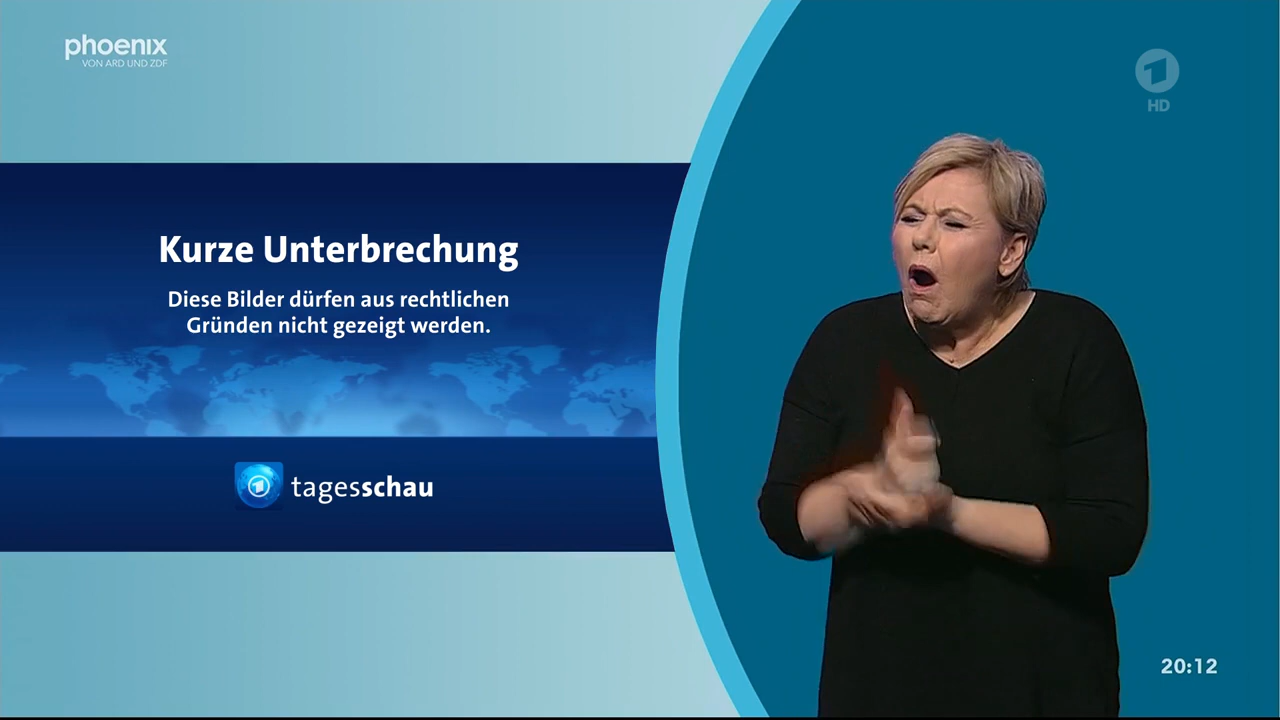 phoenix
VON ARD UND ZDF
1
HD
Kurze Unterbrechung
Diese Bilder dürfen aus rechtlichen
Gründen nicht gezeigt werden.
tagesschau
20:12